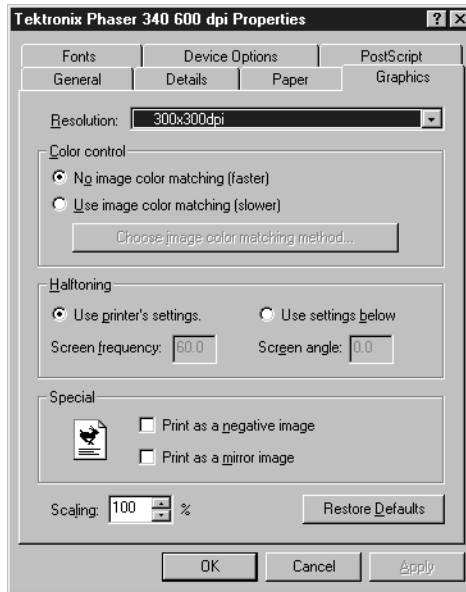 Tektronix Phaser 340 600 dpi Properties
Fonts Device Options PostScript
General Details Paper Graphics
Resolution: 300x300dpi
Color control
No image color matching (faster)
Use image color matching (slower)
Choose image color matching method...
Halftoning
Use printer's settings. Use settings below
Screen frequency: 60.0 Screen angle: 0.0
Special
Print as a negative image
Print as a mirror image
Scaling: 100 % Restore Defaults
OK Cancel Apply